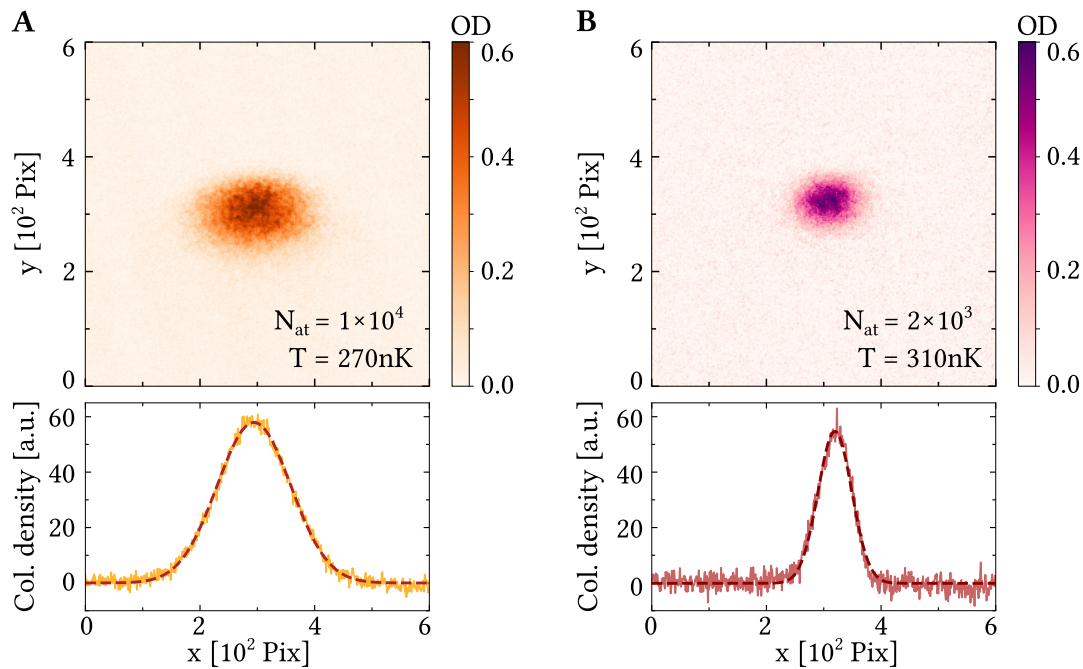 A
OD
6
4
2
0
y [10² Pix]
N_at = 1×10⁴
T = 270nK
0.6
0.4
0.2
0.0
60
40
20
0
Col. density [a.u.]
0 2 4 6
x [10² Pix]
B
OD
6
4
2
0
y [10² Pix]
N_at = 2×10³
T = 310nK
0.6
0.4
0.2
0.0
60
40
20
0
Col. density [a.u.]
0 2 4 6
x [10² Pix]